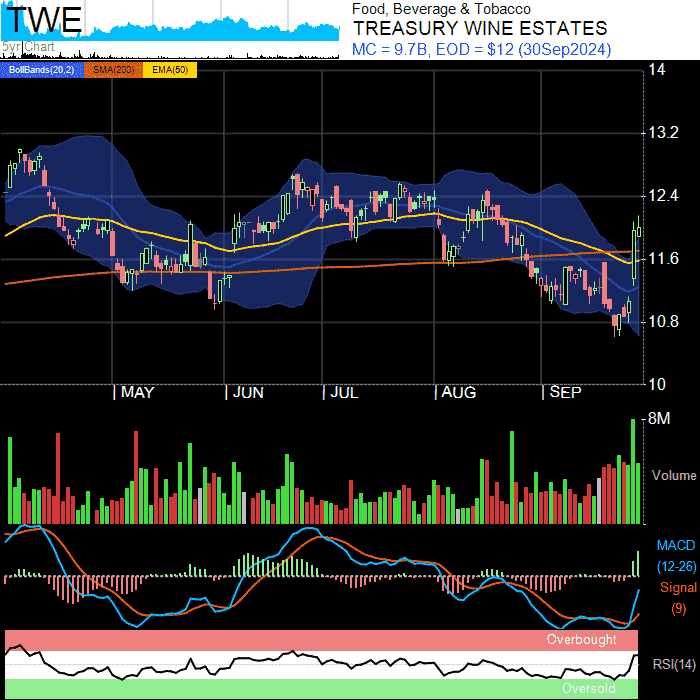 TWE
5yr Chart
Food, Beverage & Tobacco
TREASURY WINE ESTATES
MC = 9.7B, EOD = $12 (30Sep2024)
BollBands(20,2) SMA(200) EMA(50)
14
13.2
12.4
11.6
10.8
10
MAY JUN JUL AUG SEP
8M
Volume
MACD
(12-26)
Signal
(9)
Overbought
RSI(14)
Oversold